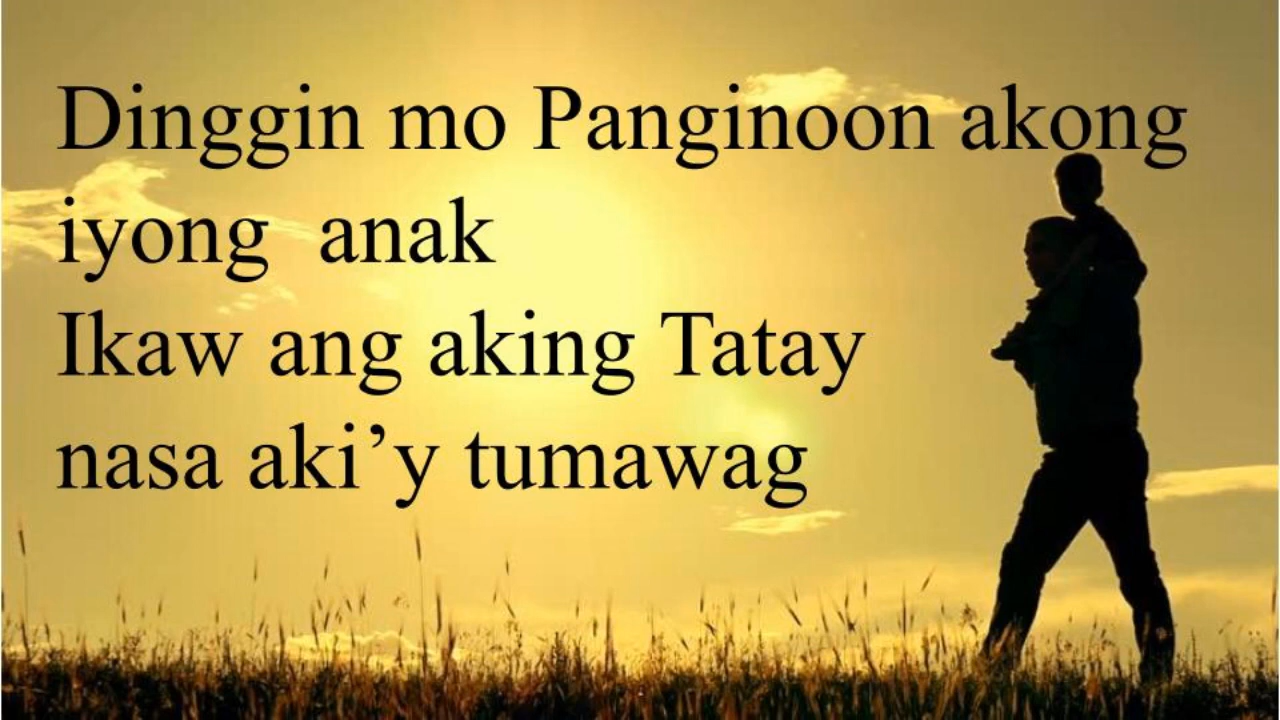 Dinggin mo Panginoon akong
iyong  anak
Ikaw ang aking Tatay
nasa aki’y tumawag